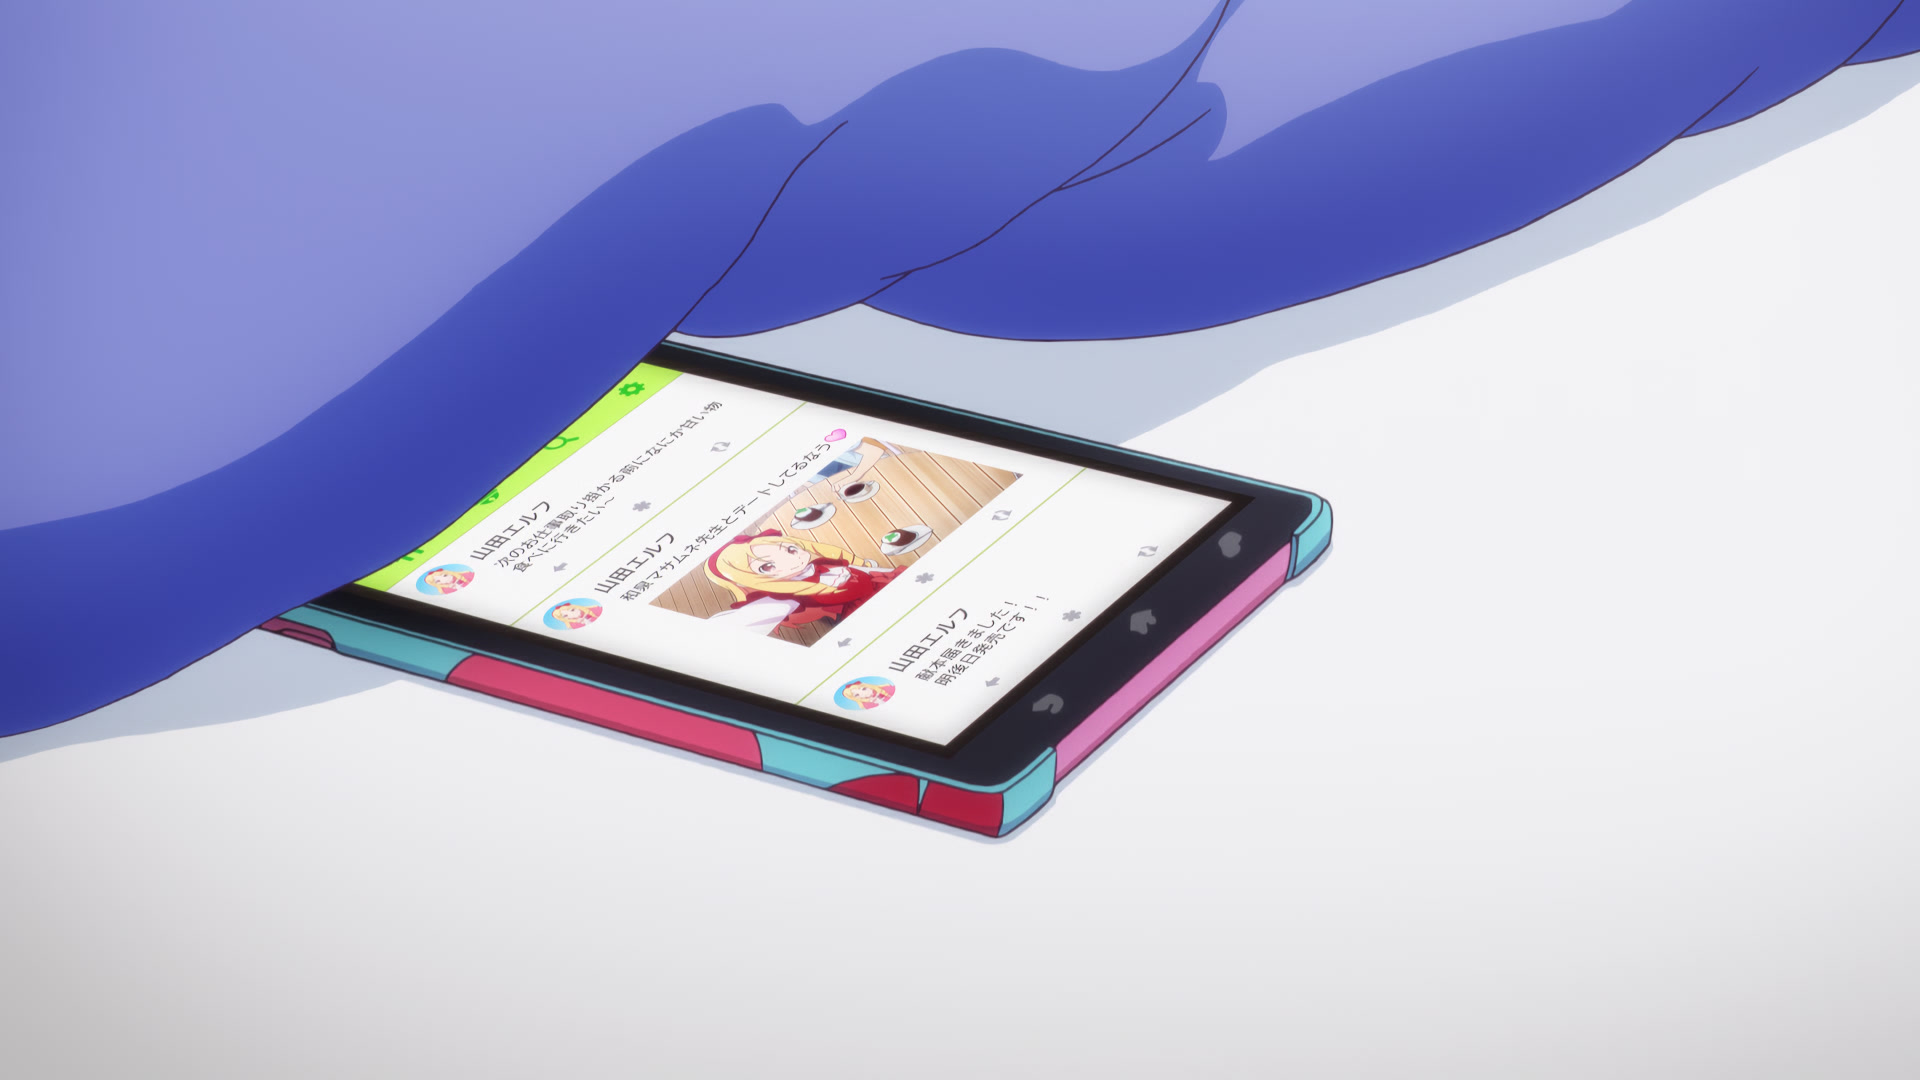 山田エルフ
次のお仕事取り掛かる前になにか甘い物
食べに行きたい～
山田エルフ
和泉マサムネ先生とデートしてるなう
山田エルフ
献本届きました！
明後日発売です！！